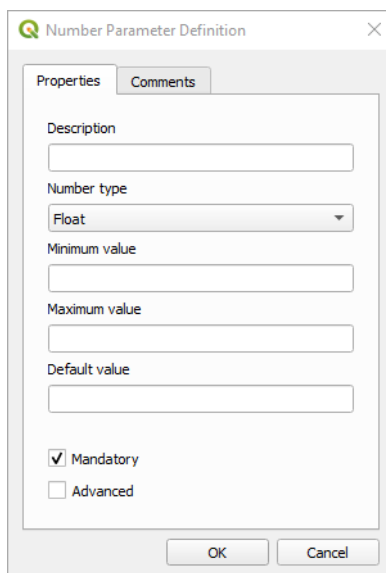 Number Parameter Definition
Properties
Comments
Description
Number type
Float
Minimum value
Maximum value
Default value
Mandatory
Advanced
OK
Cancel